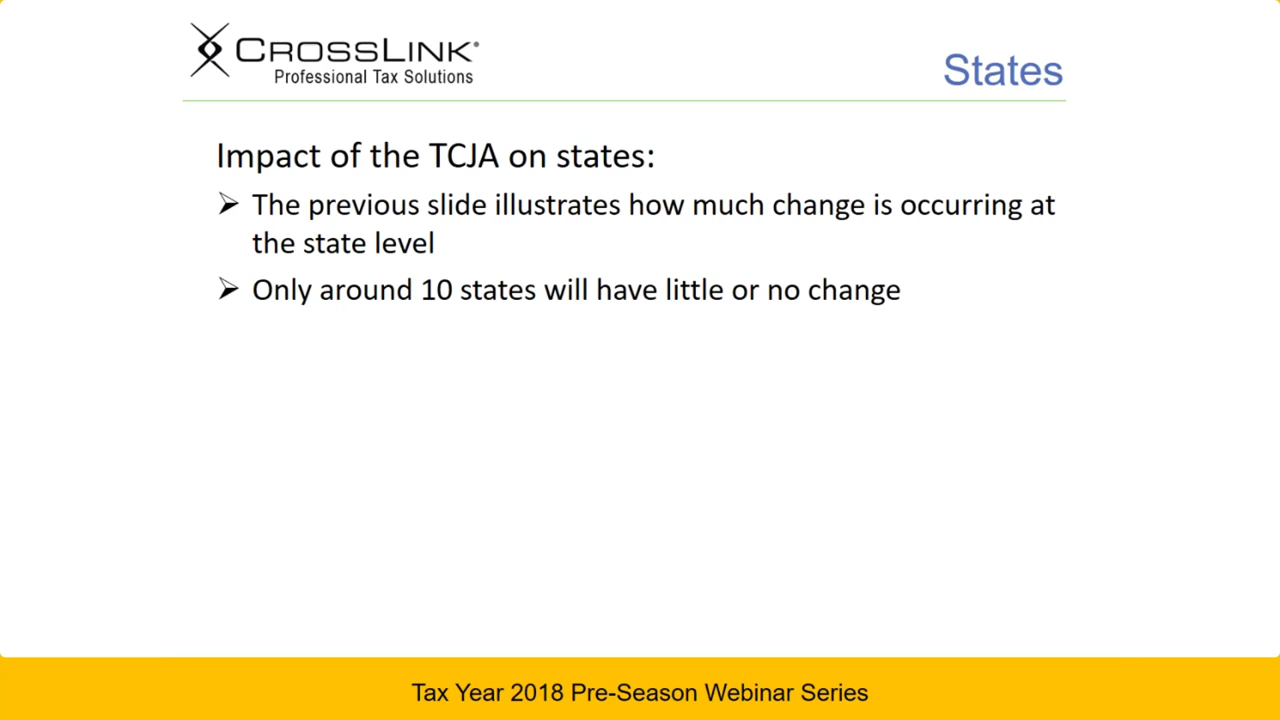 CROSSLINK®
Professional Tax Solutions
States
Impact of the TCJA on states:
➢ The previous slide illustrates how much change is occurring at
the state level
➢ Only around 10 states will have little or no change
Tax Year 2018 Pre-Season Webinar Series